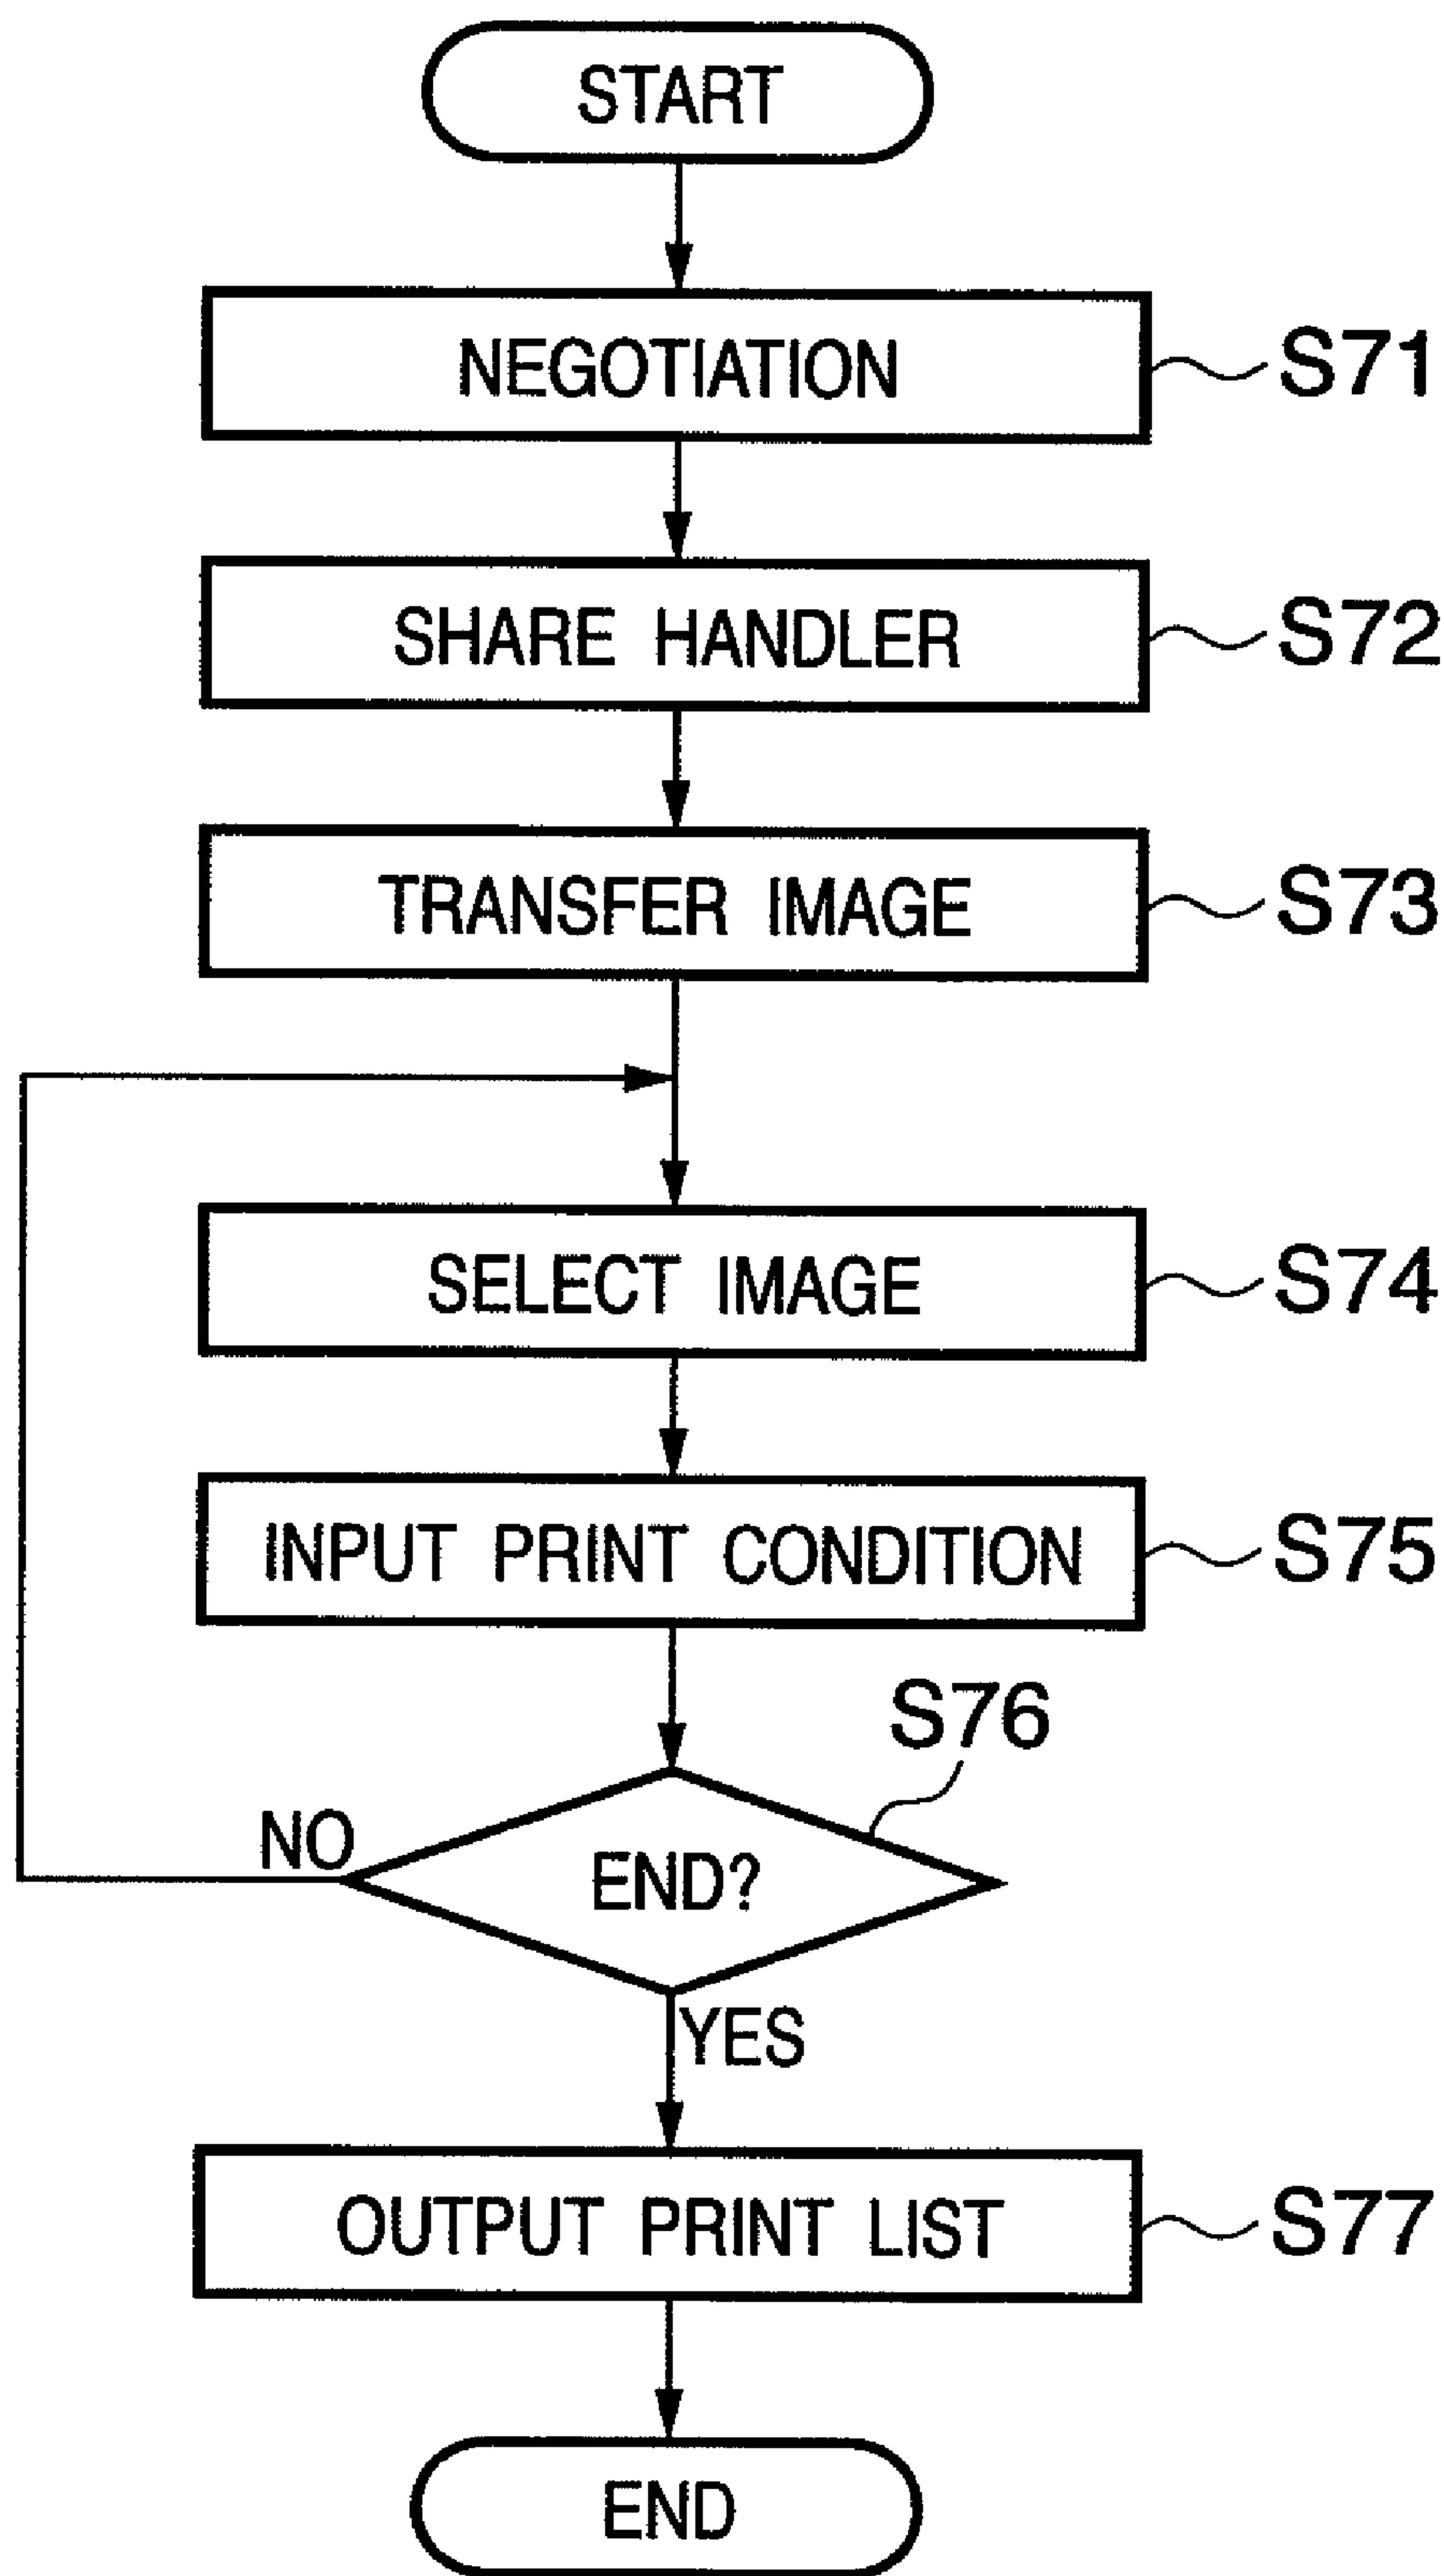 START
NEGOTIATION S71
SHARE HANDLER S72
TRANSFER IMAGE S73
SELECT IMAGE S74
INPUT PRINT CONDITION S75
S76
NO
END?
YES
OUTPUT PRINT LIST S77
END